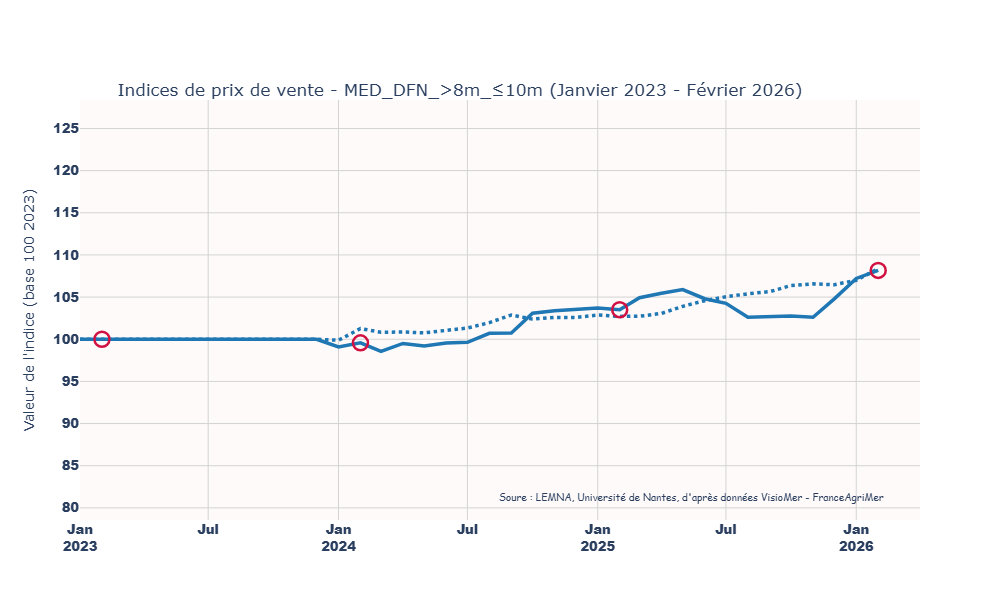 Indices de prix de vente - MED_DFN_>8m_≤10m (Janvier 2023 - Février 2026)
Valeur de l'indice (base 100 2023)
125
120
115
110
105
100
95
90
85
80
Soure : LEMNA, Université de Nantes, d'après données VisioMer - FranceAgriMer
Jan Jul Jan Jul Jan Jul Jan
2023 2024 2025 2026